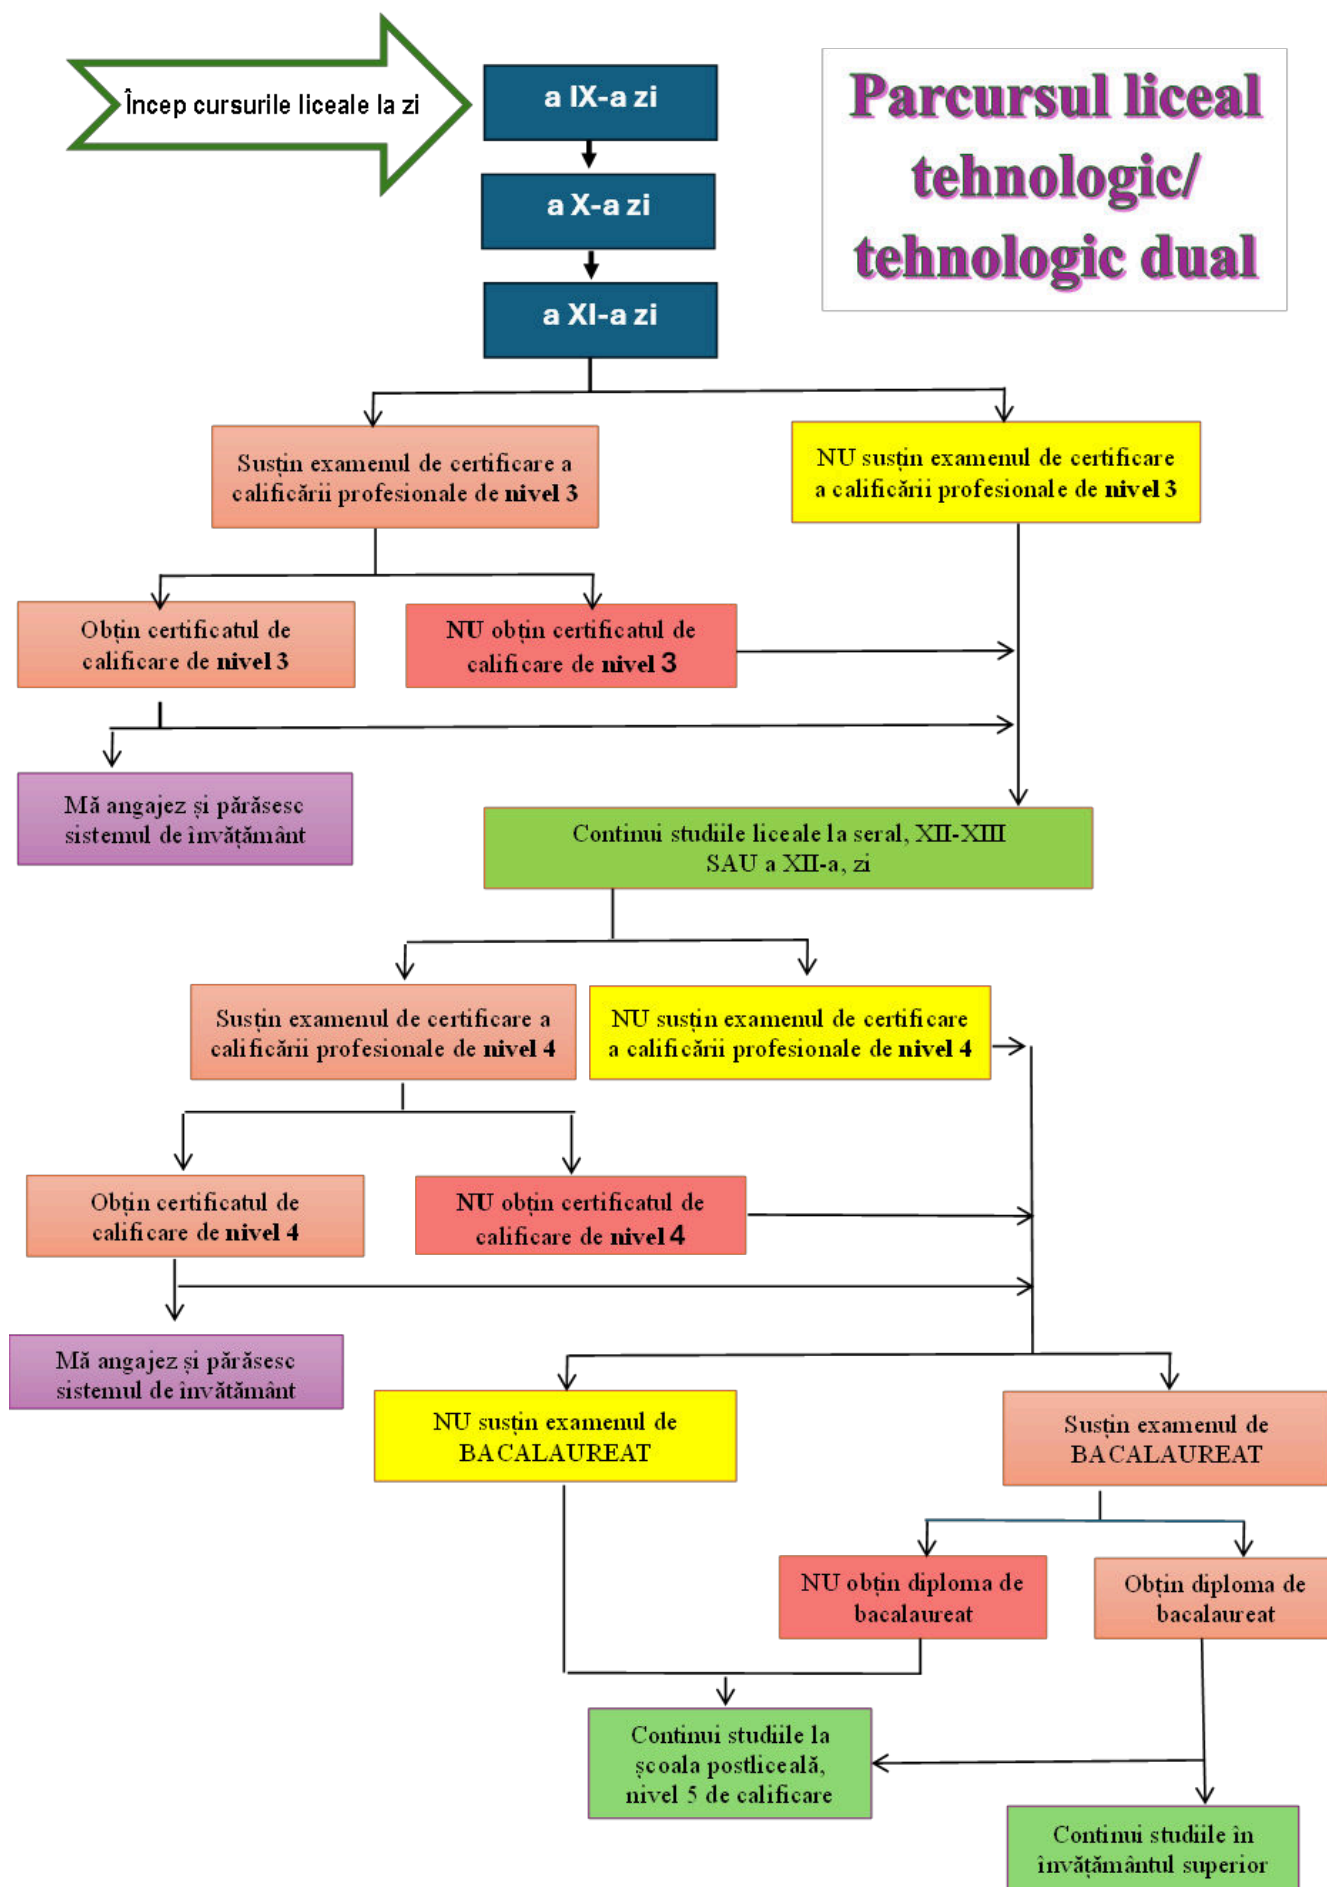 Încep cursurile liceale la zi
a IX-a zi
Parcursul liceal
tehnologic/
tehnologic dual
a X-a zi
a XI-a zi
Susțin examenul de certificare a
calificării profesionale de nivel 3
NU susțin examenul de certificare
a calificării profesionale de nivel 3
Obțin certificatul de
calificare de nivel 3
NU obțin certificatul de
calificare de nivel 3
Mă angajez și părăsesc
sistemul de învățământ
Continui studiile liceale la seral, XII-XIII
SAU a XII-a, zi
Susțin examenul de certificare a
calificării profesionale de nivel 4
NU susțin examenul de certificare
a calificării profesionale de nivel 4
Obțin certificatul de
calificare de nivel 4
NU obțin certificatul de
calificare de nivel 4
Mă angajez și părăsesc
sistemul de învătământ
NU susțin examenul de
BACALAUREAT
Susțin examenul de
BACALAUREAT
NU obțin diploma de
bacalaureat
Obțin diploma de
bacalaureat
Continui studiile la
școala postliceală,
nivel 5 de calificare
Continui studiile în
învățământul superior